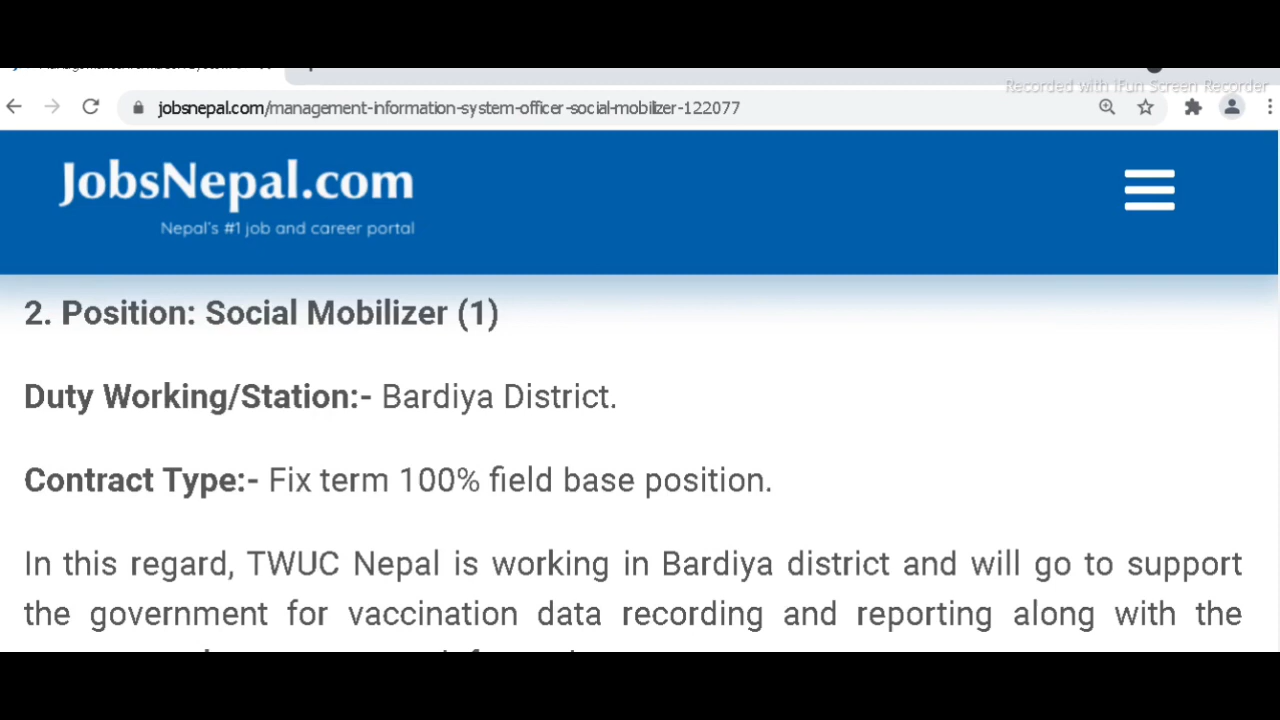 Recorded with iFun Screen Recorder
jobsnepal.com/management-information-system-officer-social-mobilizer-122077
JobsNepal.com
Nepal's #1 job and career portal
2. Position: Social Mobilizer (1)
Duty Working/Station:- Bardiya District.
Contract Type:- Fix term 100% field base position.
In this regard, TWUC Nepal is working in Bardiya district and will go to support
the government for vaccination data recording and reporting along with the